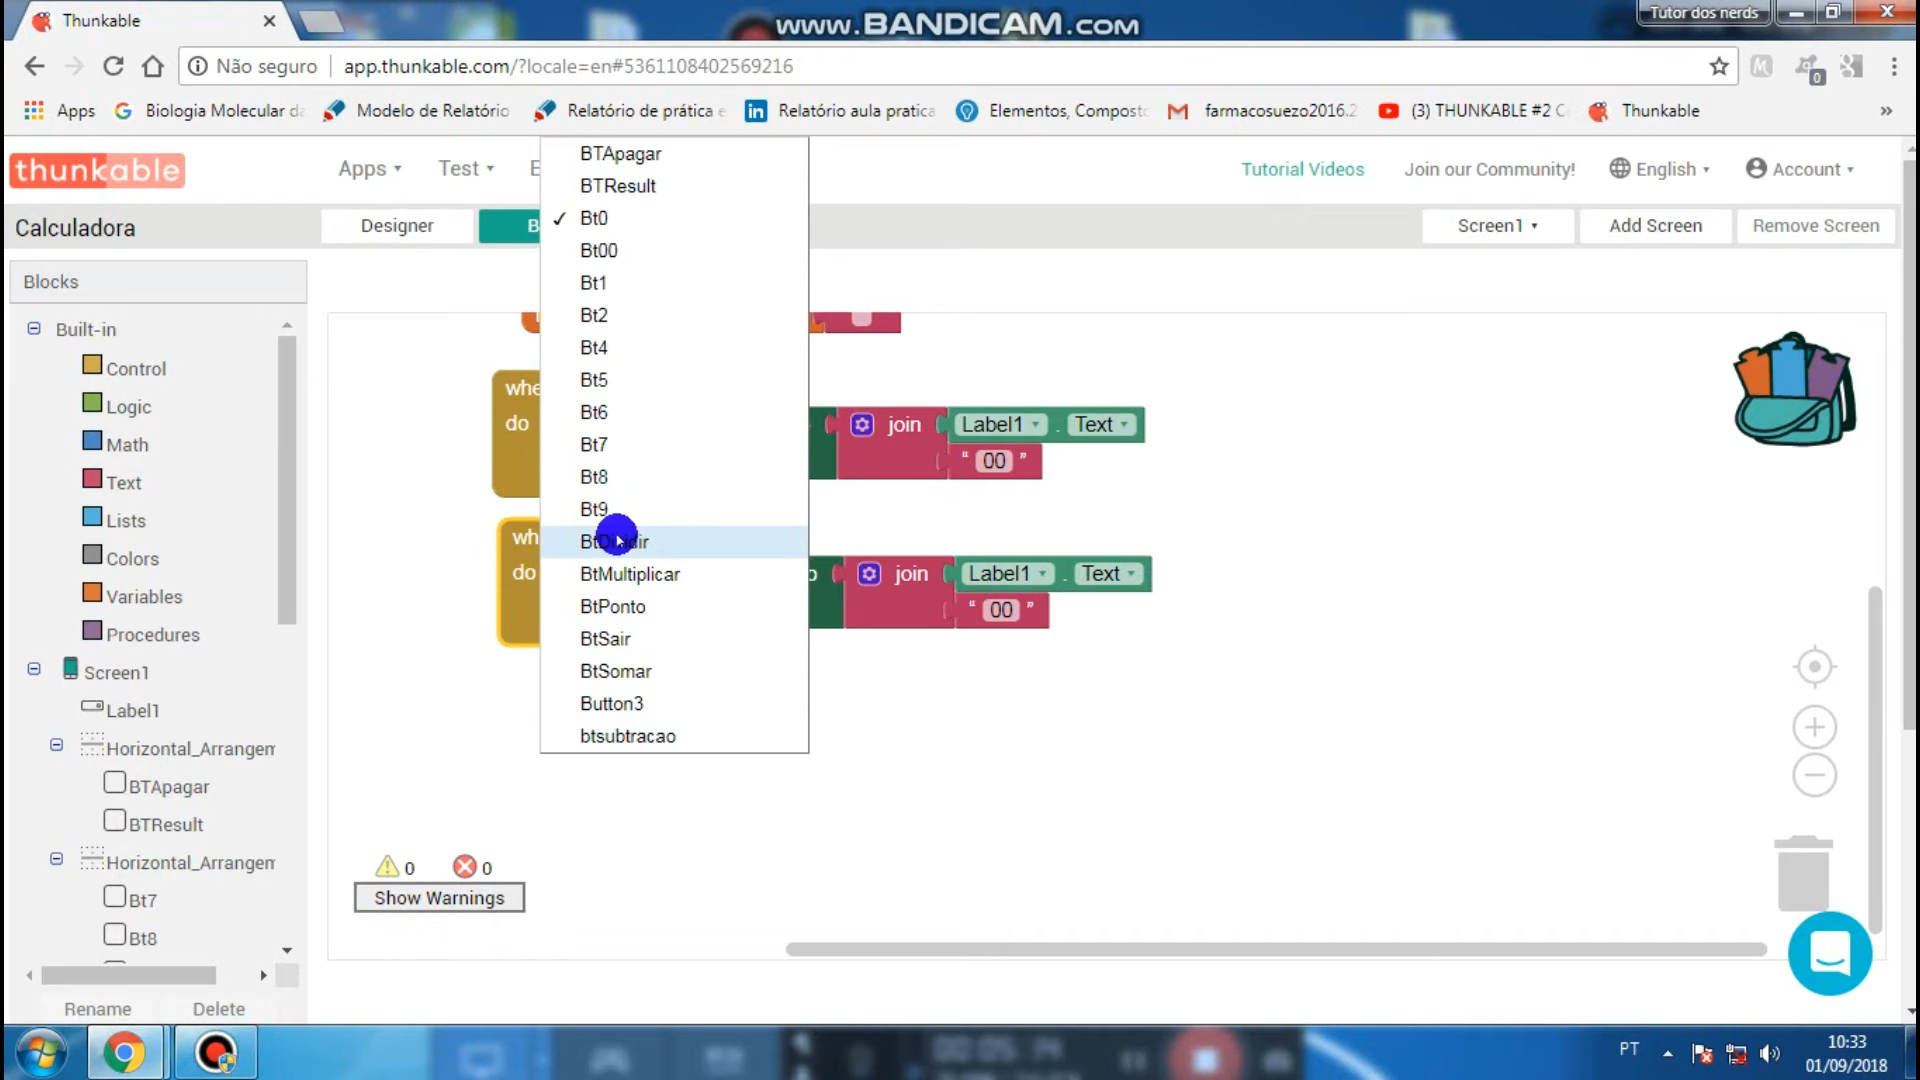 Thunkable
www.BANDICAM.com
Tutor dos nerds
Não seguro
app.thunkable.com/?locale=en#5361108402569216
0
Apps
Biologia Molecular da
Modelo de Relatório
Relatório de prática e
Relatório aula pratica
Elementos, Compost
farmacosuezo2016.2
(3) THUNKABLE #2 C
Thunkable
»
thunkable
Apps
Test
E
Tutorial Videos
Join our Community!
English
Account
Calculadora
Designer
B
Screen1
Add Screen
Remove Screen
BTApagar
BTResult
✓ Bt0
Bt00
Bt1
Bt2
Bt4
Bt5
Bt6
Bt7
Bt8
Bt9
BtDividir
BtMultiplicar
BtPonto
BtSair
BtSomar
Button3
btsubtracao
Blocks
Built-in
Control
Logic
Math
Text
Lists
Colors
Variables
Procedures
Screen1
Label1
Horizontal_Arrangem
BTApagar
BTResult
Horizontal_Arrangem
Bt7
Bt8
Rename
Delete
whe
do
join
Label1 . Text
“ 00 ”
wh
do
join
Label1 . Text
“ 00 ”
0
0
Show Warnings
PT
10:33
01/09/2018